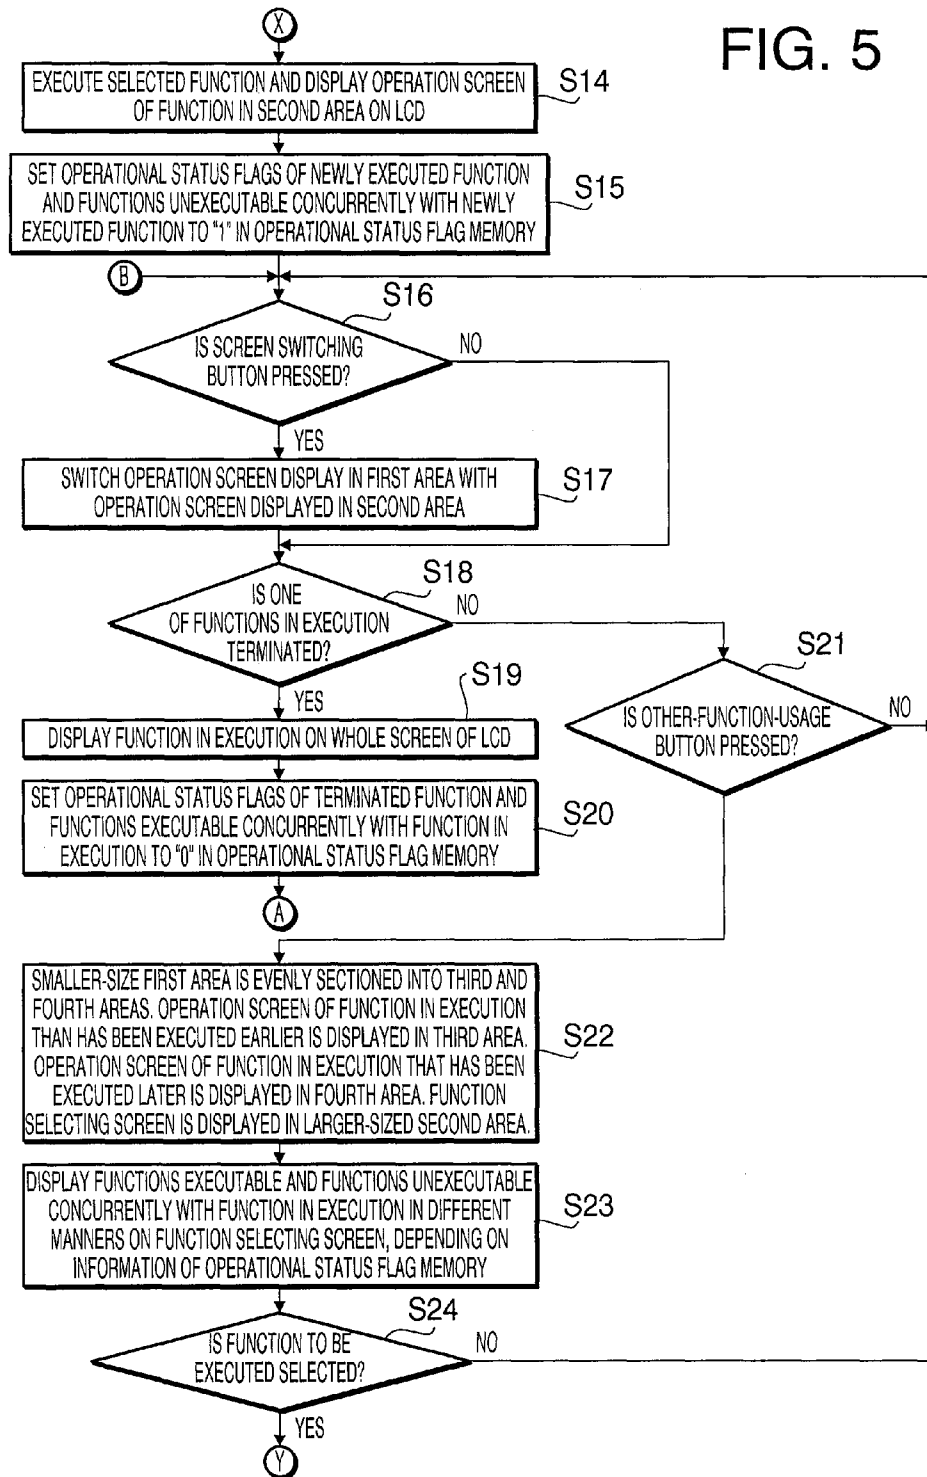 FIG. 5
X
EXECUTE SELECTED FUNCTION AND DISPLAY OPERATION SCREEN
OF FUNCTION IN SECOND AREA ON LCD
S14
SET OPERATIONAL STATUS FLAGS OF NEWLY EXECUTED FUNCTION
AND FUNCTIONS UNEXECUTABLE CONCURRENTLY WITH NEWLY
EXECUTED FUNCTION TO "1" IN OPERATIONAL STATUS FLAG MEMORY
S15
B
S16
IS SCREEN SWITCHING
BUTTON PRESSED?
NO
YES
SWITCH OPERATION SCREEN DISPLAY IN FIRST AREA WITH
OPERATION SCREEN DISPLAYED IN SECOND AREA
S17
S18
IS ONE
OF FUNCTIONS IN EXECUTION
TERMINATED?
NO
YES
S21
IS OTHER-FUNCTION-USAGE
BUTTON PRESSED?
NO
S19
DISPLAY FUNCTION IN EXECUTION ON WHOLE SCREEN OF LCD
SET OPERATIONAL STATUS FLAGS OF TERMINATED FUNCTION AND
FUNCTIONS EXECUTABLE CONCURRENTLY WITH FUNCTION IN
EXECUTION TO "0" IN OPERATIONAL STATUS FLAG MEMORY
S20
A
SMALLER-SIZE FIRST AREA IS EVENLY SECTIONED INTO THIRD AND
FOURTH AREAS. OPERATION SCREEN OF FUNCTION IN EXECUTION
THAN HAS BEEN EXECUTED EARLIER IS DISPLAYED IN THIRD AREA.
OPERATION SCREEN OF FUNCTION IN EXECUTION THAT HAS BEEN
EXECUTED LATER IS DISPLAYED IN FOURTH AREA. FUNCTION
SELECTING SCREEN IS DISPLAYED IN LARGER-SIZED SECOND AREA.
S22
DISPLAY FUNCTIONS EXECUTABLE AND FUNCTIONS UNEXECUTABLE
CONCURRENTLY WITH FUNCTION IN EXECUTION IN DIFFERENT
MANNERS ON FUNCTION SELECTING SCREEN, DEPENDING ON
INFORMATION OF OPERATIONAL STATUS FLAG MEMORY
S23
S24
IS FUNCTION TO BE
EXECUTED SELECTED?
NO
YES
Y